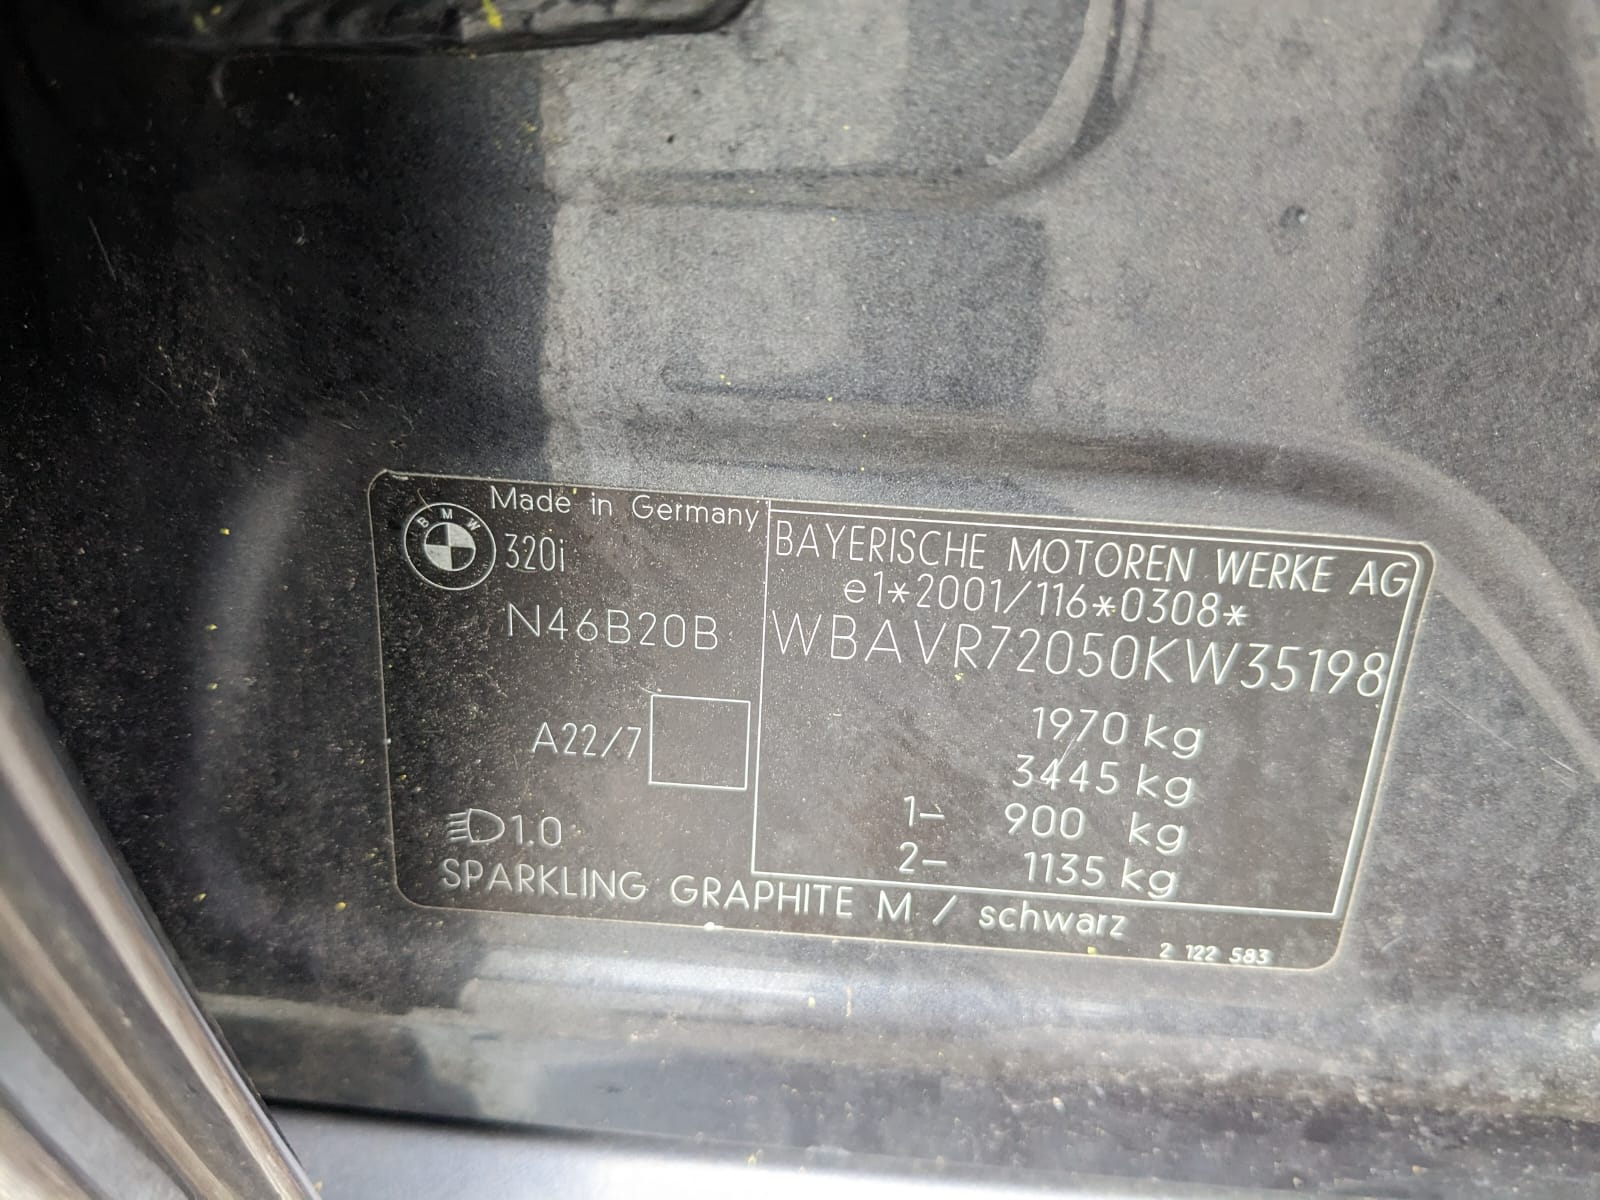 BMW
Made in Germany
320i
N46B20B
A22/7
1.0
BAYERISCHE MOTOREN WERKE AG
e1*2001/116*0308*
WBAVR72050KW35198
1970 kg
3445 kg
1– 900 kg
2– 1135 kg
SPARKLING GRAPHITE M / schwarz
2 122 583